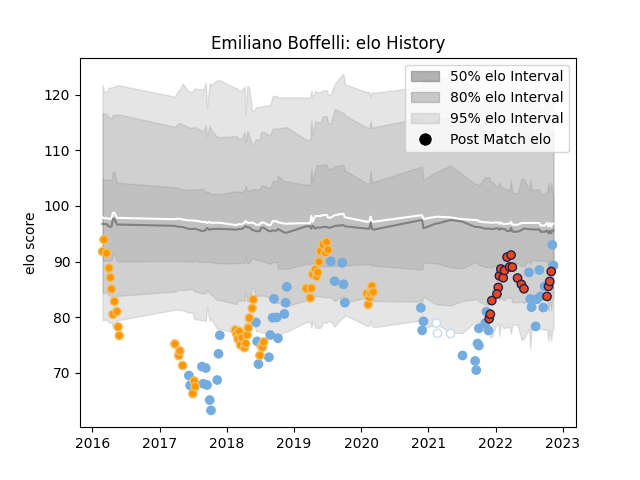 Emiliano Boffelli: elo History
50% elo Interval
80% elo Interval
95% elo Interval
Post Match elo
elo score
120
110
100
90
80
70
2016
2017
2018
2019
2020
2021
2022
2023